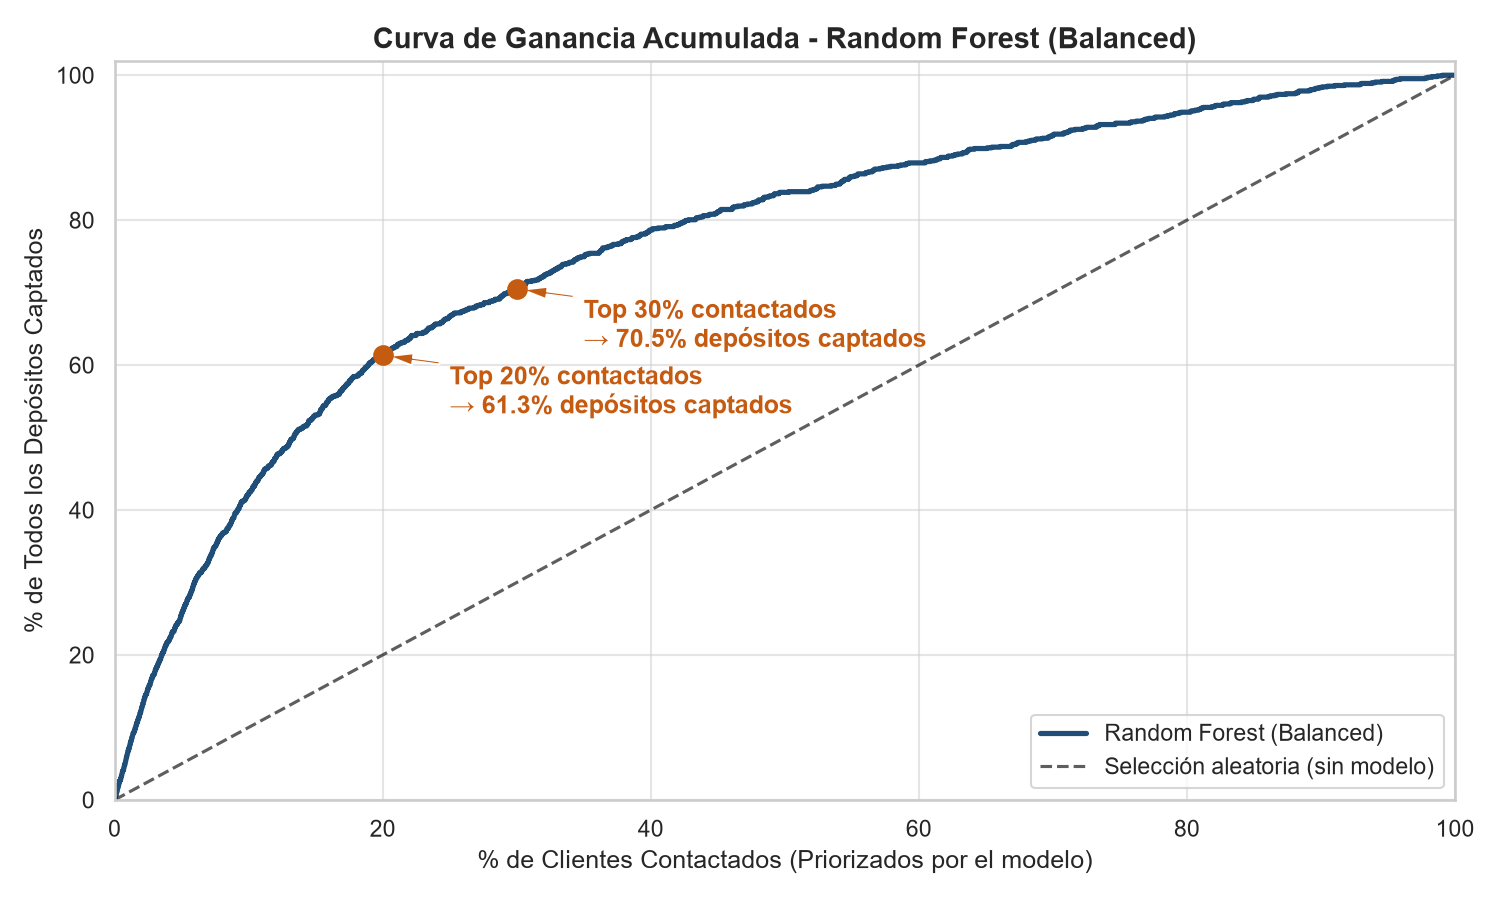 Curva de Ganancia Acumulada - Random Forest (Balanced)
% de Todos los Depósitos Captados
100
80
60
40
20
0
Top 30% contactados
→ 70.5% depósitos captados
Top 20% contactados
→ 61.3% depósitos captados
Random Forest (Balanced)
Selección aleatoria (sin modelo)
0 20 40 60 80 100
% de Clientes Contactados (Priorizados por el modelo)